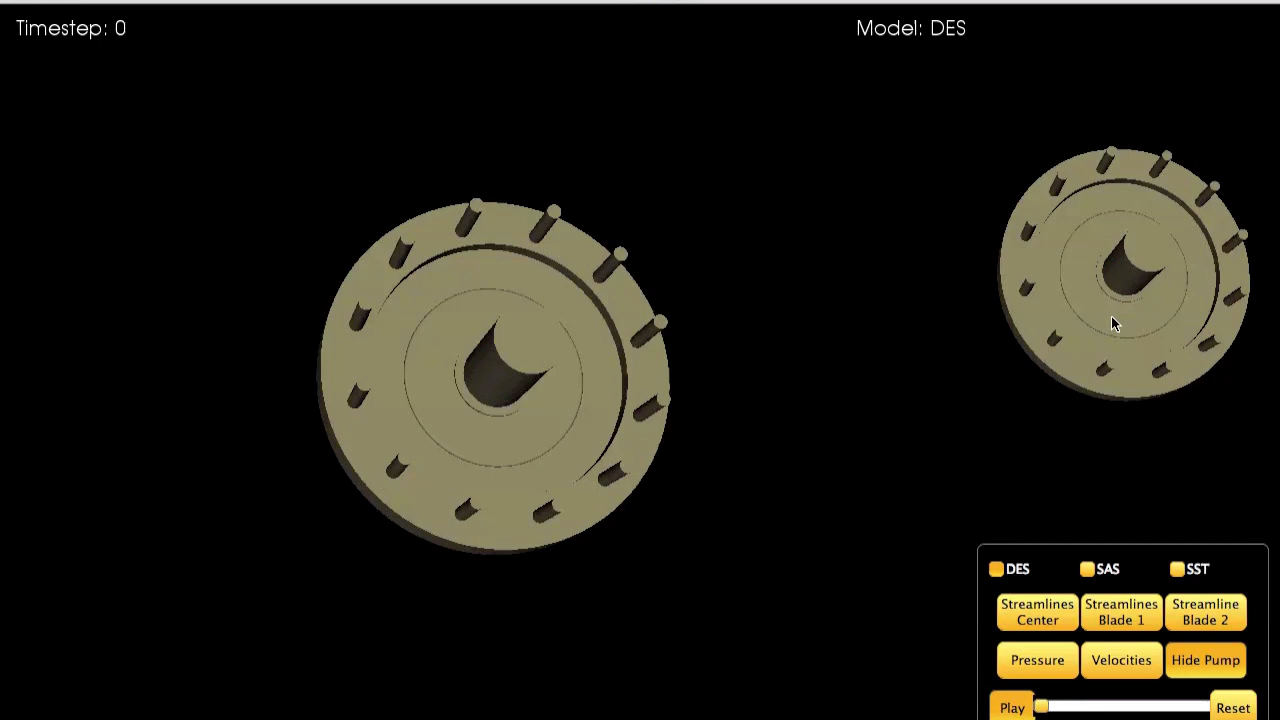 Timestep: 0
Model: DES
DES SAS SST
Streamlines Center
Streamlines Blade 1
Streamline Blade 2
Pressure Velocities Hide Pump
Play Reset